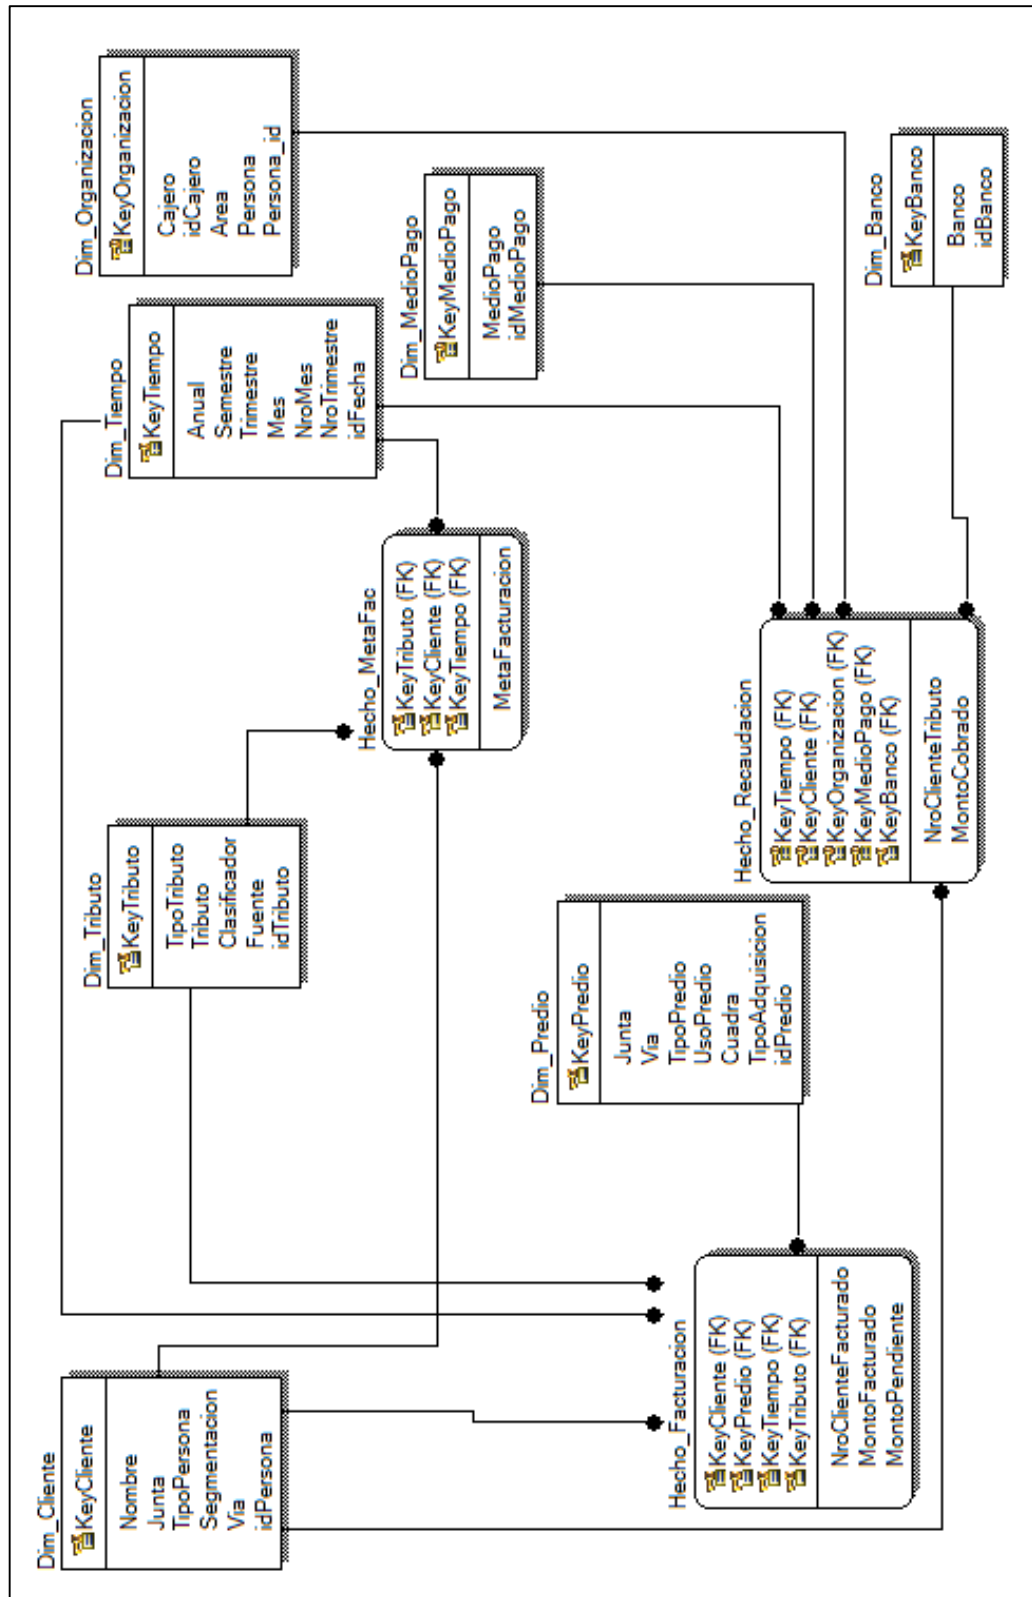 Dim_Cliente
KeyCliente
Nombre
Junta
TipoPersona
Segmentacion
Via
idPersona
Dim_Tributo
KeyTributo
TipoTributo
Tributo
Clasificador
Fuente
idTributo
Dim_Tiempo
KeyTiempo
Anual
Semestre
Trimestre
Mes
NroMes
NroTrimestre
idFecha
Dim_Organizacion
KeyOrganizacion
Cajero
idCajero
Area
Persona
Persona_id
Hecho_MetaFac
KeyTributo (FK)
KeyCliente (FK)
KeyTiempo (FK)
MetaFacturacion
Dim_MedioPago
KeyMedioPago
MedioPago
idMedioPago
Dim_Predio
KeyPredio
Junta
Via
TipoPredio
UsoPredio
Cuadra
TipoAdquisicion
idPredio
Hecho_Facturacion
KeyCliente (FK)
KeyPredio (FK)
KeyTiempo (FK)
KeyTributo (FK)
NroClienteFacturado
MontoFacturado
MontoPendiente
Hecho_Recaudacion
KeyTiempo (FK)
KeyCliente (FK)
KeyOrganizacion (FK)
KeyMedioPago (FK)
KeyBanco (FK)
NroClienteTributo
MontoCobrado
Dim_Banco
KeyBanco
Banco
idBanco